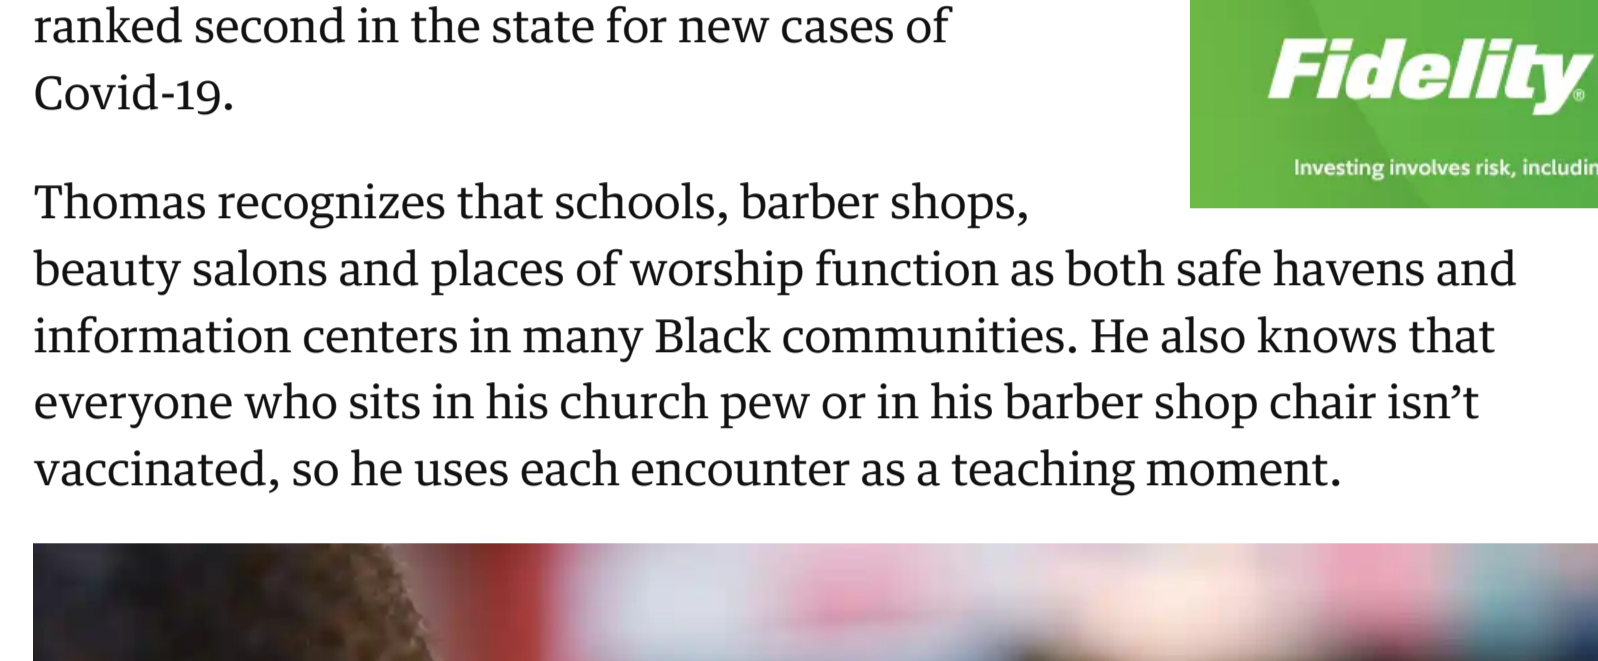 ranked second in the state for new cases of
Covid-19.
Thomas recognizes that schools, barber shops,
beauty salons and places of worship function as both safe havens and
information centers in many Black communities. He also knows that
everyone who sits in his church pew or in his barber shop chair isn’t
vaccinated, so he uses each encounter as a teaching moment.
Fidelity®
Investing involves risk,